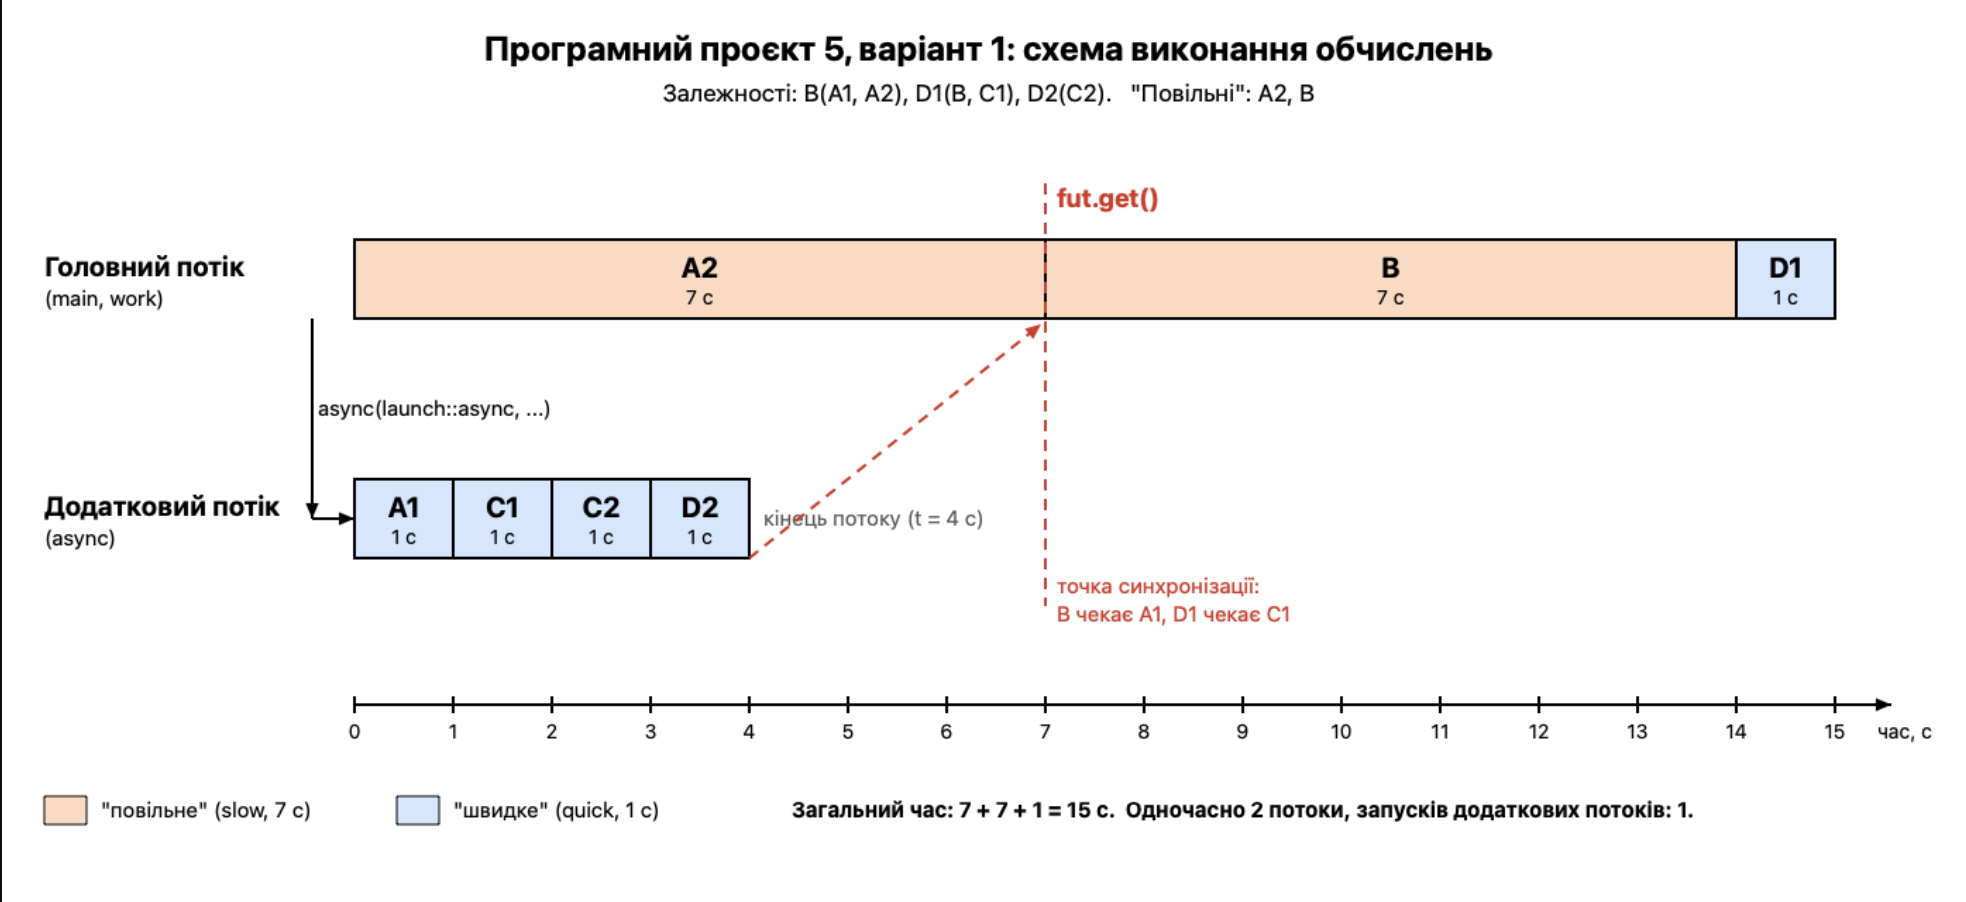 Програмний проєкт 5, варіант 1: схема виконання обчислень
Залежності: B(A1, A2), D1(B, C1), D2(C2). "Повільні": A2, B
fut.get()
Головний потік
(main, work)
A2
7 с
B
7 с
D1
1 с
async(launch::async, ...)
Додатковий потік
(async)
A1
1 с
C1
1 с
C2
1 с
D2
1 с
кінець потоку (t = 4 с)
точка синхронізації:
B чекає A1, D1 чекає C1
0 1 2 3 4 5 6 7 8 9 10 11 12 13 14 15 час, с
"повільне" (slow, 7 с)
"швидке" (quick, 1 с)
Загальний час: 7 + 7 + 1 = 15 с. Одночасно 2 потоки, запусків додаткових потоків: 1.